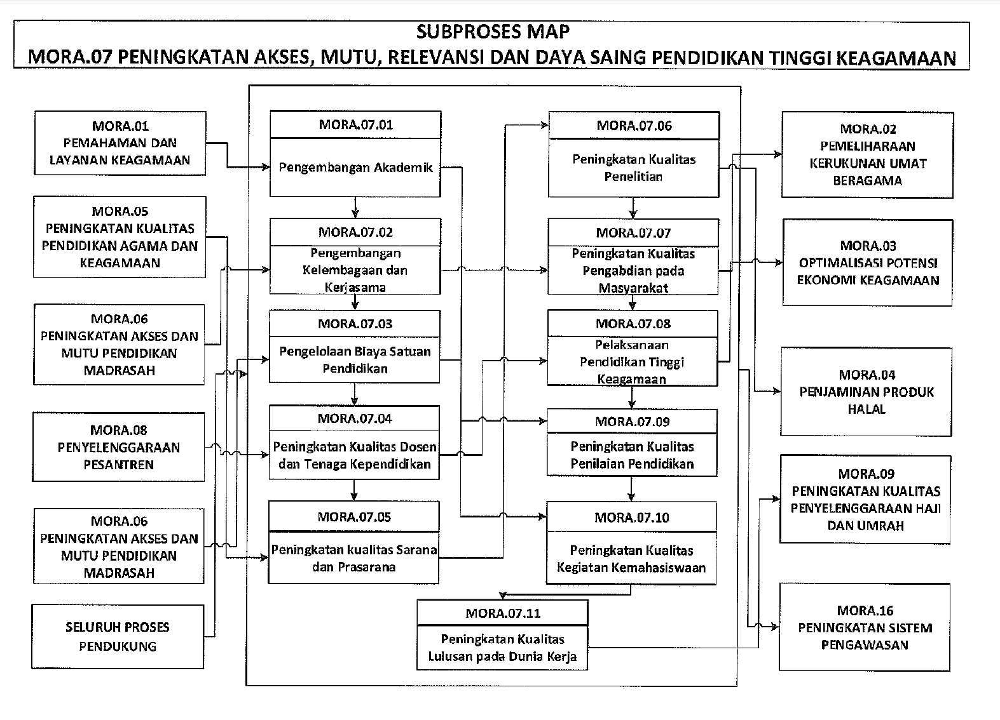 SUBPROSES MAP
MORA.07 PENINGKATAN AKSES, MUTU, RELEVANSI DAN DAYA SAING PENDIDIKAN TINGGI KEAGAMAAN
MORA.01
PEMAHAMAN DAN
LAYANAN KEAGAMAAN
MORA.05
PENINGKATAN KUALITAS
PENDIDIKAN AGAMA DAN
KEAGAMAAN
MORA.06
PENINGKATAN AKSES DAN
MUTU PENDIDIKAN
MADRASAH
MORA.08
PENYELENGGARAAN
PESANTREN
MORA.06
PENINGKATAN AKSES DAN
MUTU PENDIDIKAN
MADRASAH
SELURUH PROSES
PENDUKUNG
MORA.07.01
Pengembangan Akademik
MORA.07.02
Pengembangan
Kelembagaan dan
Kerjasama
MORA.07.03
Pengelolaan Biaya Satuan
Pendidikan
MORA.07.04
Peningkatan Kualitas Dosen
dan Tenaga Kependidikan
MORA.07.05
Peningkatan kualitas Sarana
dan Prasarana
MORA.07.06
Peningkatan Kualitas
Penelitian
MORA.07.07
Peningkatan Kualitas
Pengabdian pada
Masyarakat
MORA.07.08
Pelaksanaan
Pendidikan Tinggi
Keagamaan
MORA.07.09
Peningkatan Kualitas
Penilaian Pendidikan
MORA.07.10
Peningkatan Kualitas
Kegiatan Kemahasiswaan
MORA.07.11
Peningkatan Kualitas
Lulusan pada Dunia Kerja
MORA.02
PEMELIHARAAN
KERUKUNAN UMAT
BERAGAMA
MORA.03
OPTIMALISASI POTENSI
EKONOMI KEAGAMAAN
MORA.04
PENJAMINAN PRODUK
HALAL
MORA.09
PENINGKATAN KUALITAS
PENYELENGGARAAN HAJI
DAN UMRAH
MORA.16
PENINGKATAN SISTEM
PENGAWASAN